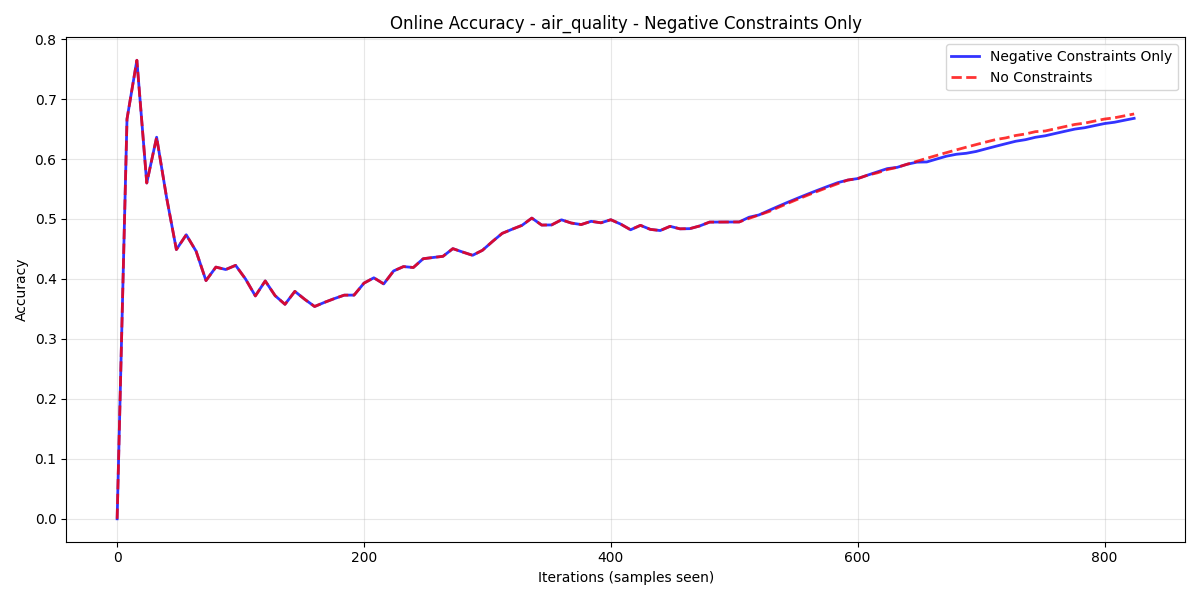 Online Accuracy - air_quality - Negative Constraints Only
Negative Constraints Only
No Constraints
Accuracy
0.8
0.7
0.6
0.5
0.4
0.3
0.2
0.1
0.0
0
200
400
600
800
Iterations (samples seen)